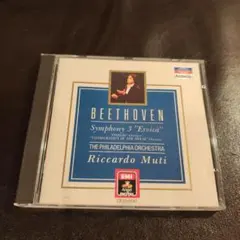 BEETHOVEN
Symphony 3 "Eroica"
THE PHILADELPHIA ORCHESTRA
Riccardo Muti
EMI